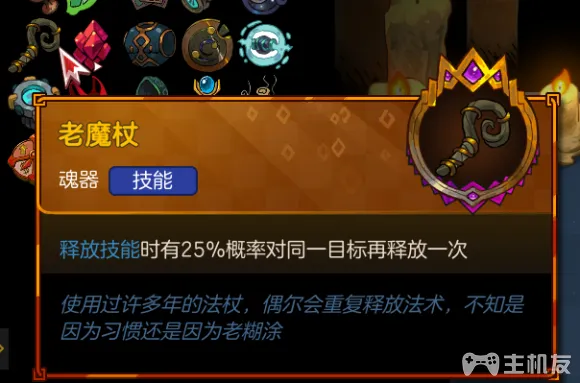 老魔杖
魂器 技能
释放技能时有25%概率对同一目标再释放一次
使用过许多年的法杖，偶尔会重复释放法术，不知是
因为习惯还是因为老糊涂
主机友